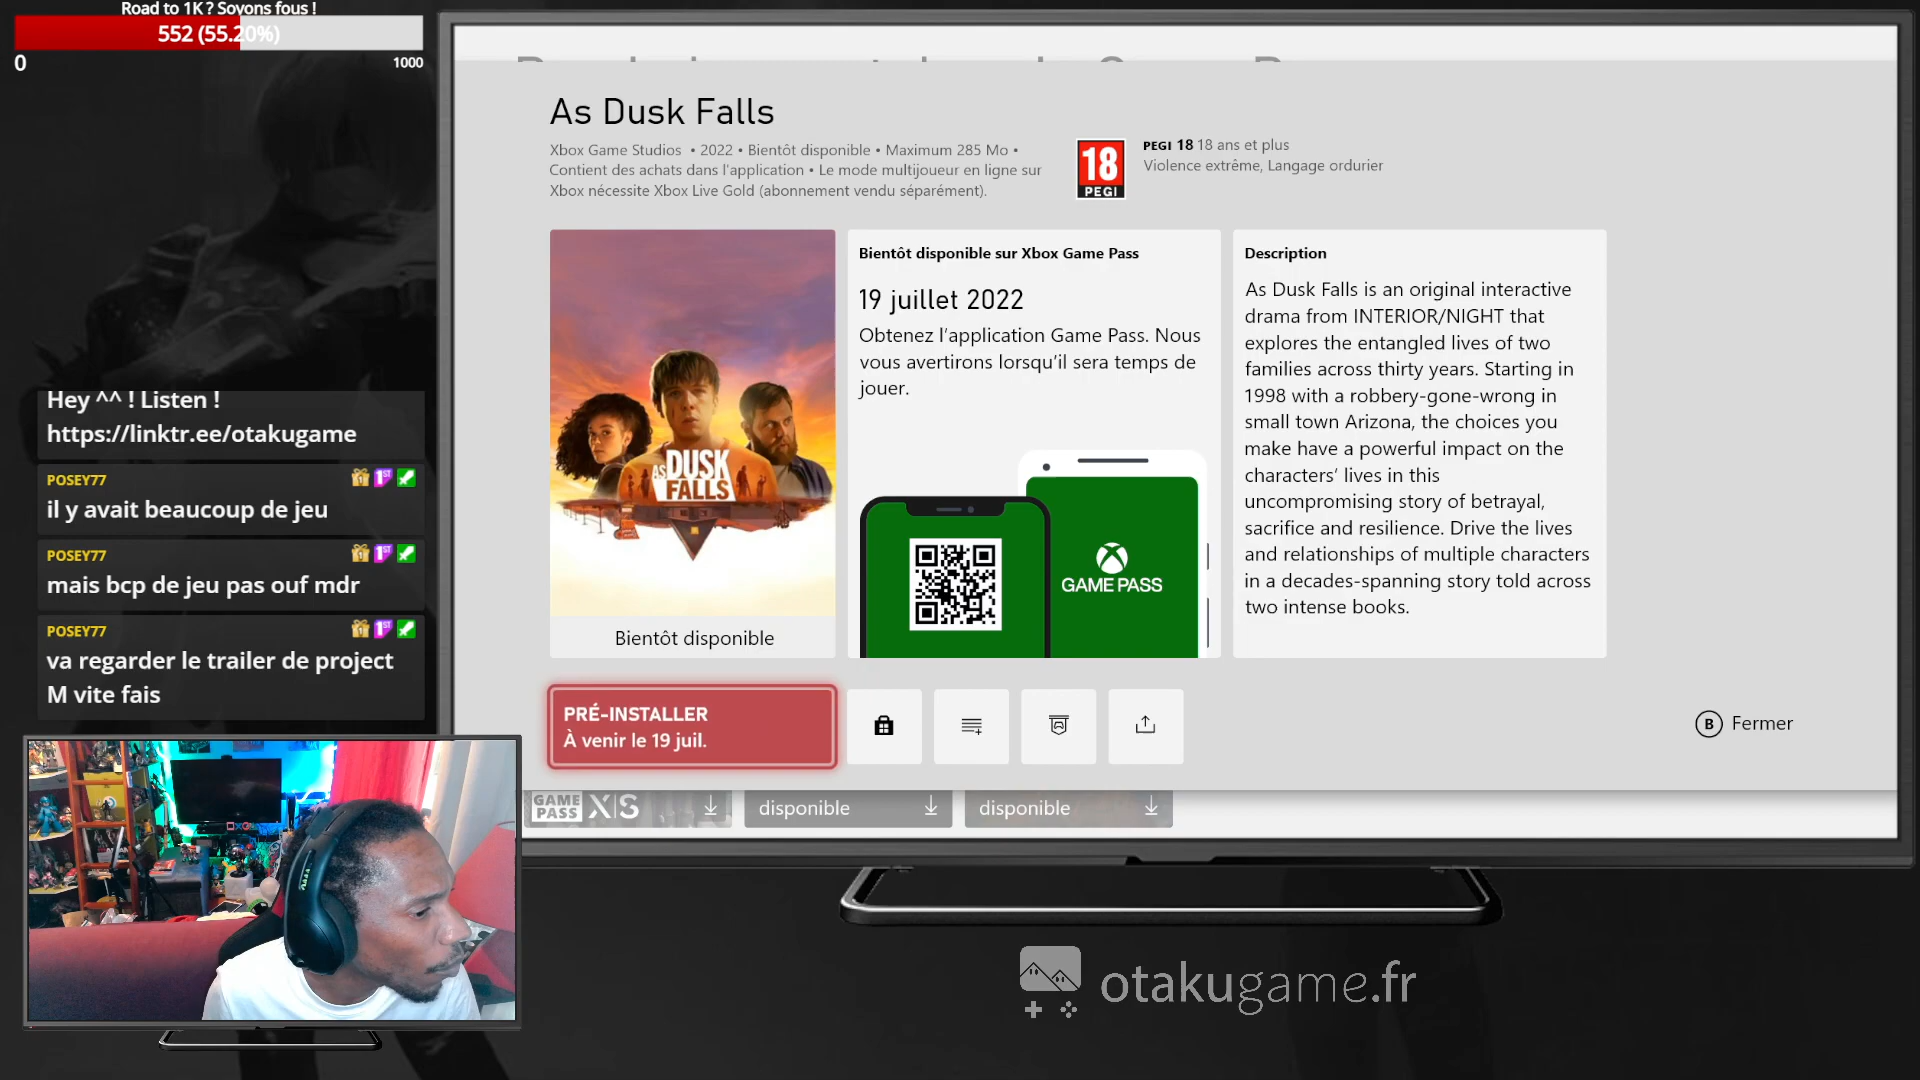 Road to 1K ? Soyons fous !
552 (55.20%)
0
1000
Hey ^^ ! Listen !
https://linktr.ee/otakugame
POSEY77
il y avait beaucoup de jeu
POSEY77
mais bcp de jeu pas ouf mdr
POSEY77
va regarder le trailer de project
M vite fais
As Dusk Falls
Xbox Game Studios • 2022 • Bientôt disponible • Maximum 285 Mo •
Contient des achats dans l'application • Le mode multijoueur en ligne sur
Xbox nécessite Xbox Live Gold (abonnement vendu séparément).
18
PEGI
PEGI 18 18 ans et plus
Violence extrême, Langage ordurier
AS DUSK
FALLS
Bientôt disponible
Bientôt disponible sur Xbox Game Pass
19 juillet 2022
Obtenez l'application Game Pass. Nous
vous avertirons lorsqu'il sera temps de
jouer.
GAME PASS
Description
As Dusk Falls is an original interactive
drama from INTERIOR/NIGHT that
explores the entangled lives of two
families across thirty years. Starting in
1998 with a robbery-gone-wrong in
small town Arizona, the choices you
make have a powerful impact on the
characters' lives in this
uncompromising story of betrayal,
sacrifice and resilience. Drive the lives
and relationships of multiple characters
in a decades-spanning story told across
two intense books.
PRÉ-INSTALLER
À venir le 19 juil.
B Fermer
GAME
PASS
X|S
disponible
disponible
otakugame.fr